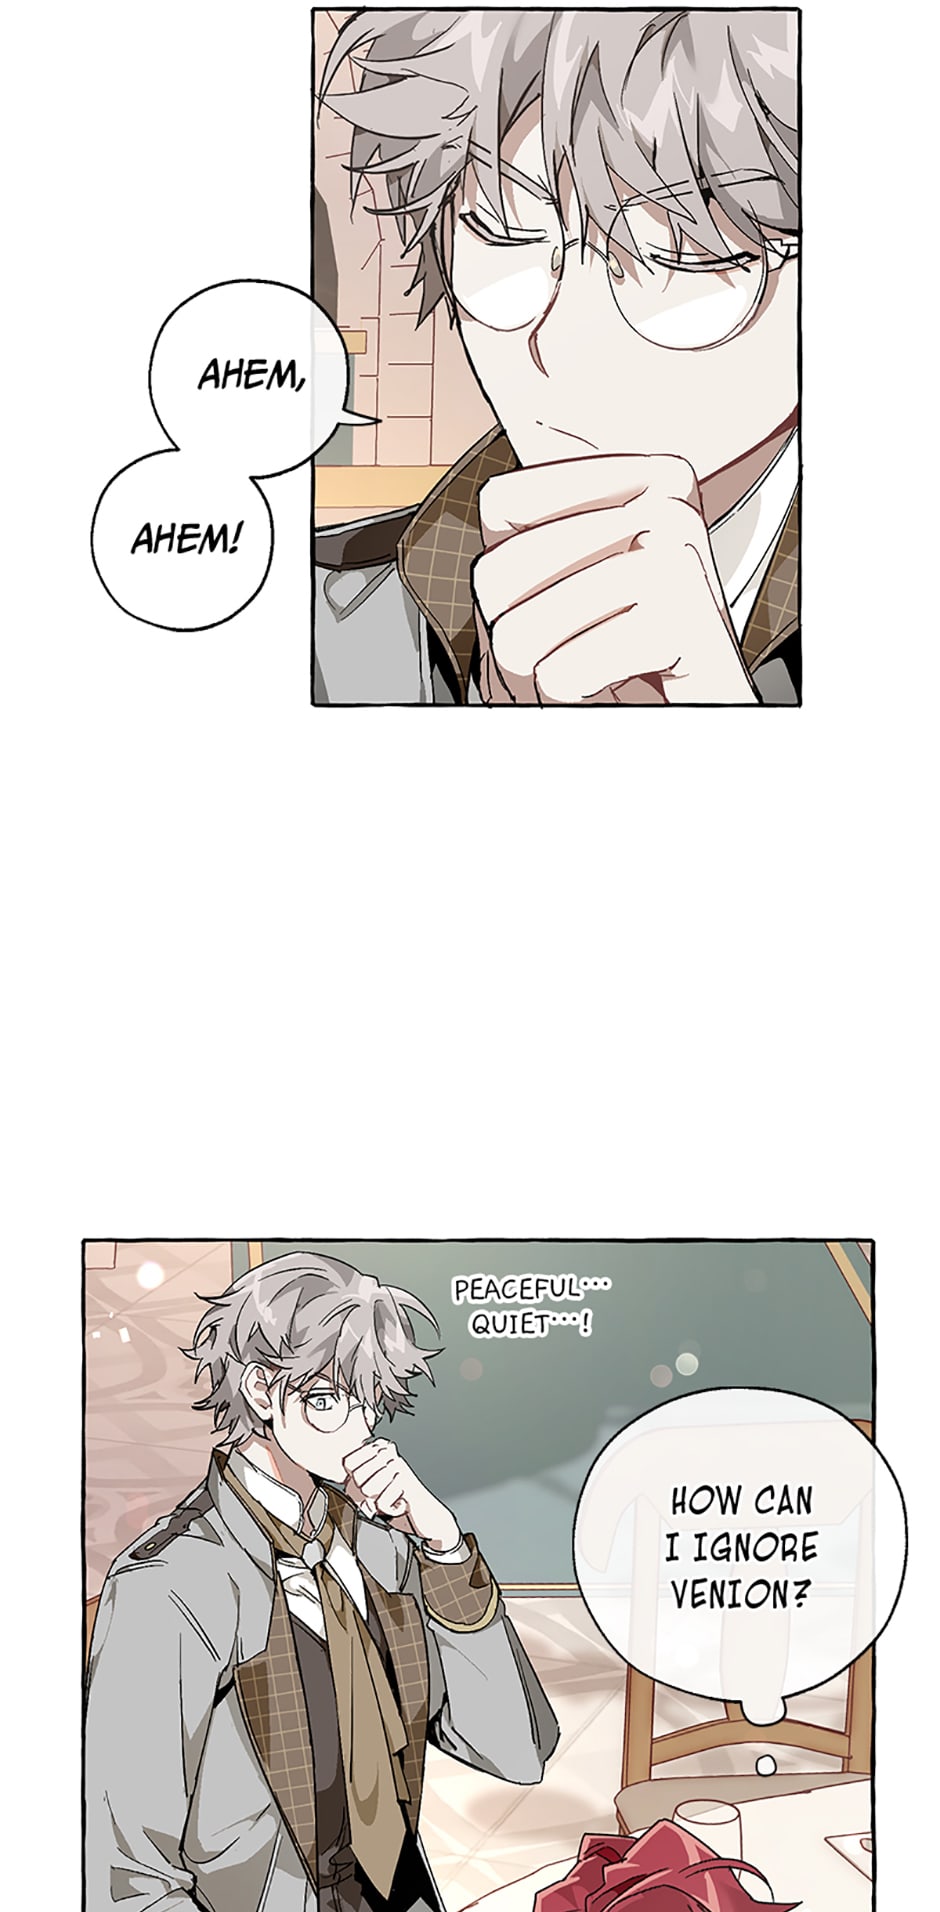 AHEM,
AHEM!
PEACEFUL···
QUIET···!
HOW CAN
I IGNORE
VENION?